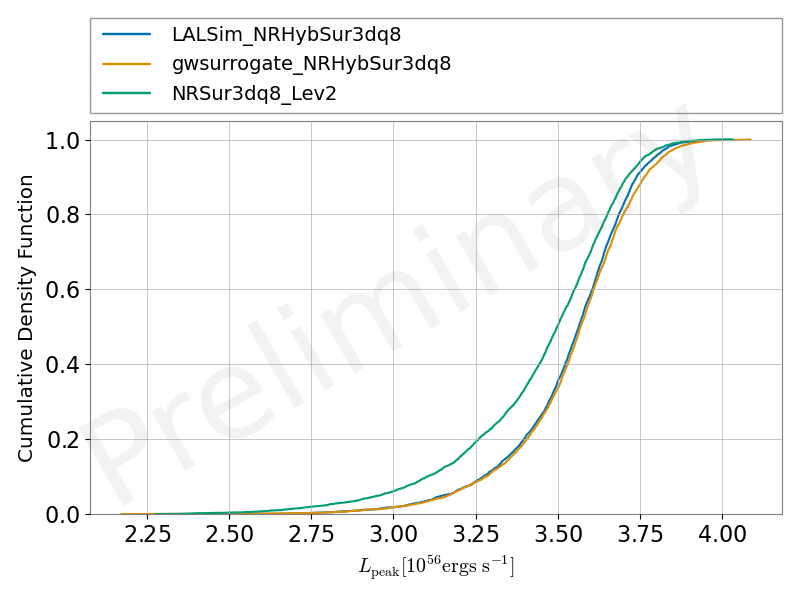 LALSim_NRHybSur3dq8
gwsurrogate_NRHybSur3dq8
NRSur3dq8_Lev2
Preliminary
Cumulative Density Function
1.0
0.8
0.6
0.4
0.2
0.0
2.25 2.50 2.75 3.00 3.25 3.50 3.75 4.00
L_peak[10^56 ergs s^−1]